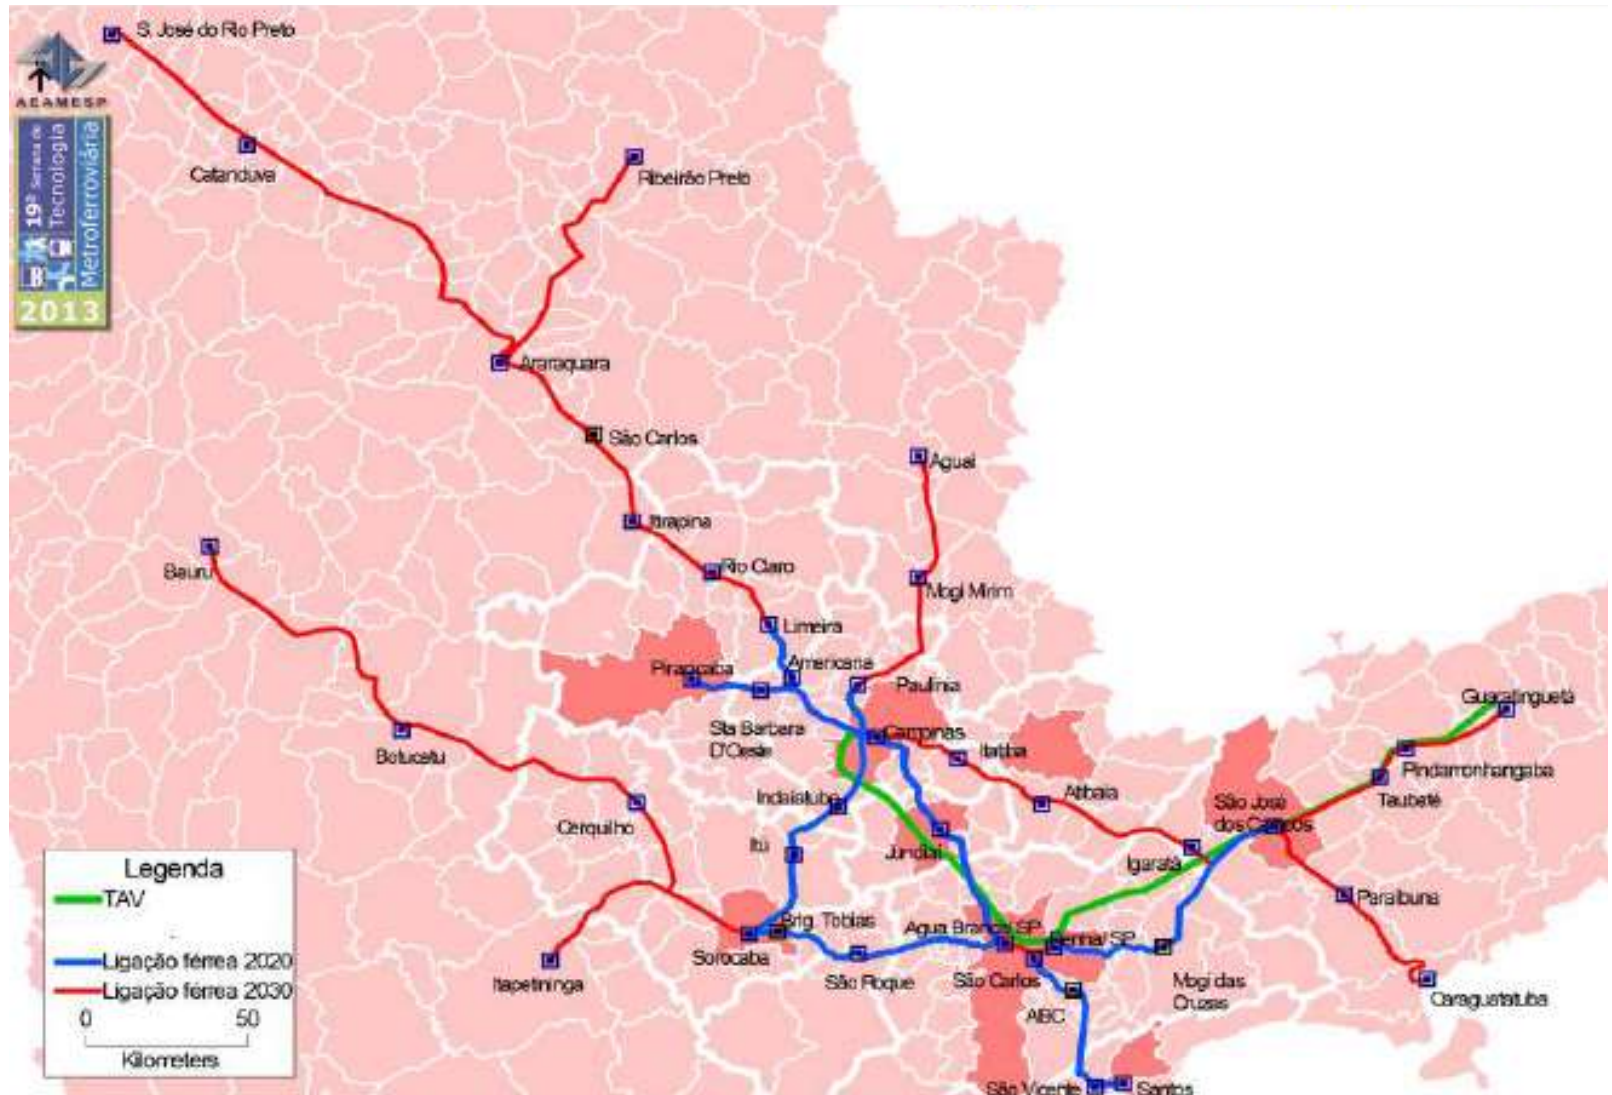 S. José do Rio Preto
AEAMESP
19ª Semana de
Tecnologia
Metroferroviária
2013
Catanduva
Ribeirão Preto
Araraquara
São Carlos
Aguai
Itirapina
Bauru
Rio Claro
Mogi Mirim
Limeira
Piracicaba
Americana
Paulínia
Guaratinguetá
Sta Barbara
D'Oeste
Campinas
Itatiba
Botucatu
Pindamonhangaba
Taubaté
Indaiatuba
Atibaia
São José
dos Campos
Cerquilho
Itú
Jundiaí
Igaratá
Legenda
TAV
Ligação férrea 2020
Ligação férrea 2030
0 50
Kilometers
Paraibuna
Brig. Tobias
Agua Branca/ SP
Penha/ SP
Sorocaba
Itapetininga
São Roque
São Carlos
Mogi das
Cruzes
Caraguatatuba
ABC
São Vicente
Santos